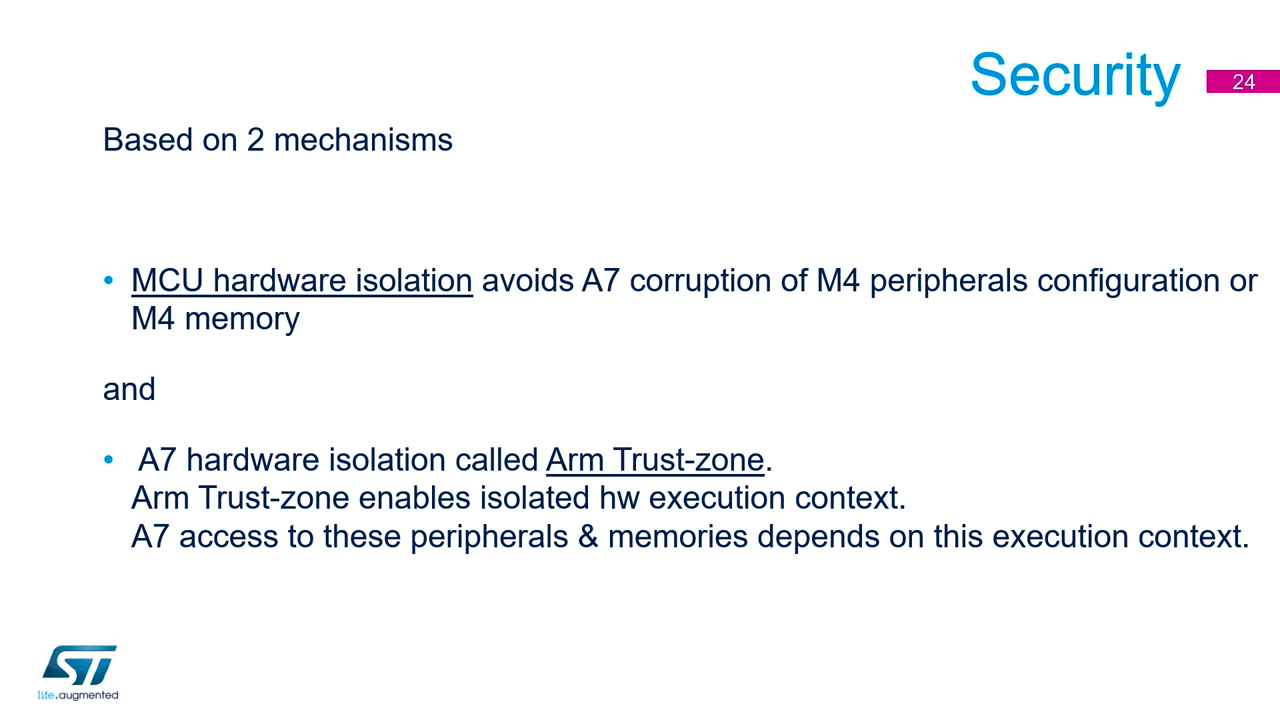 Security
24
Based on 2 mechanisms
• MCU hardware isolation avoids A7 corruption of M4 peripherals configuration or
M4 memory
and
• A7 hardware isolation called Arm Trust-zone.
Arm Trust-zone enables isolated hw execution context.
A7 access to these peripherals & memories depends on this execution context.
ST
life.augmented